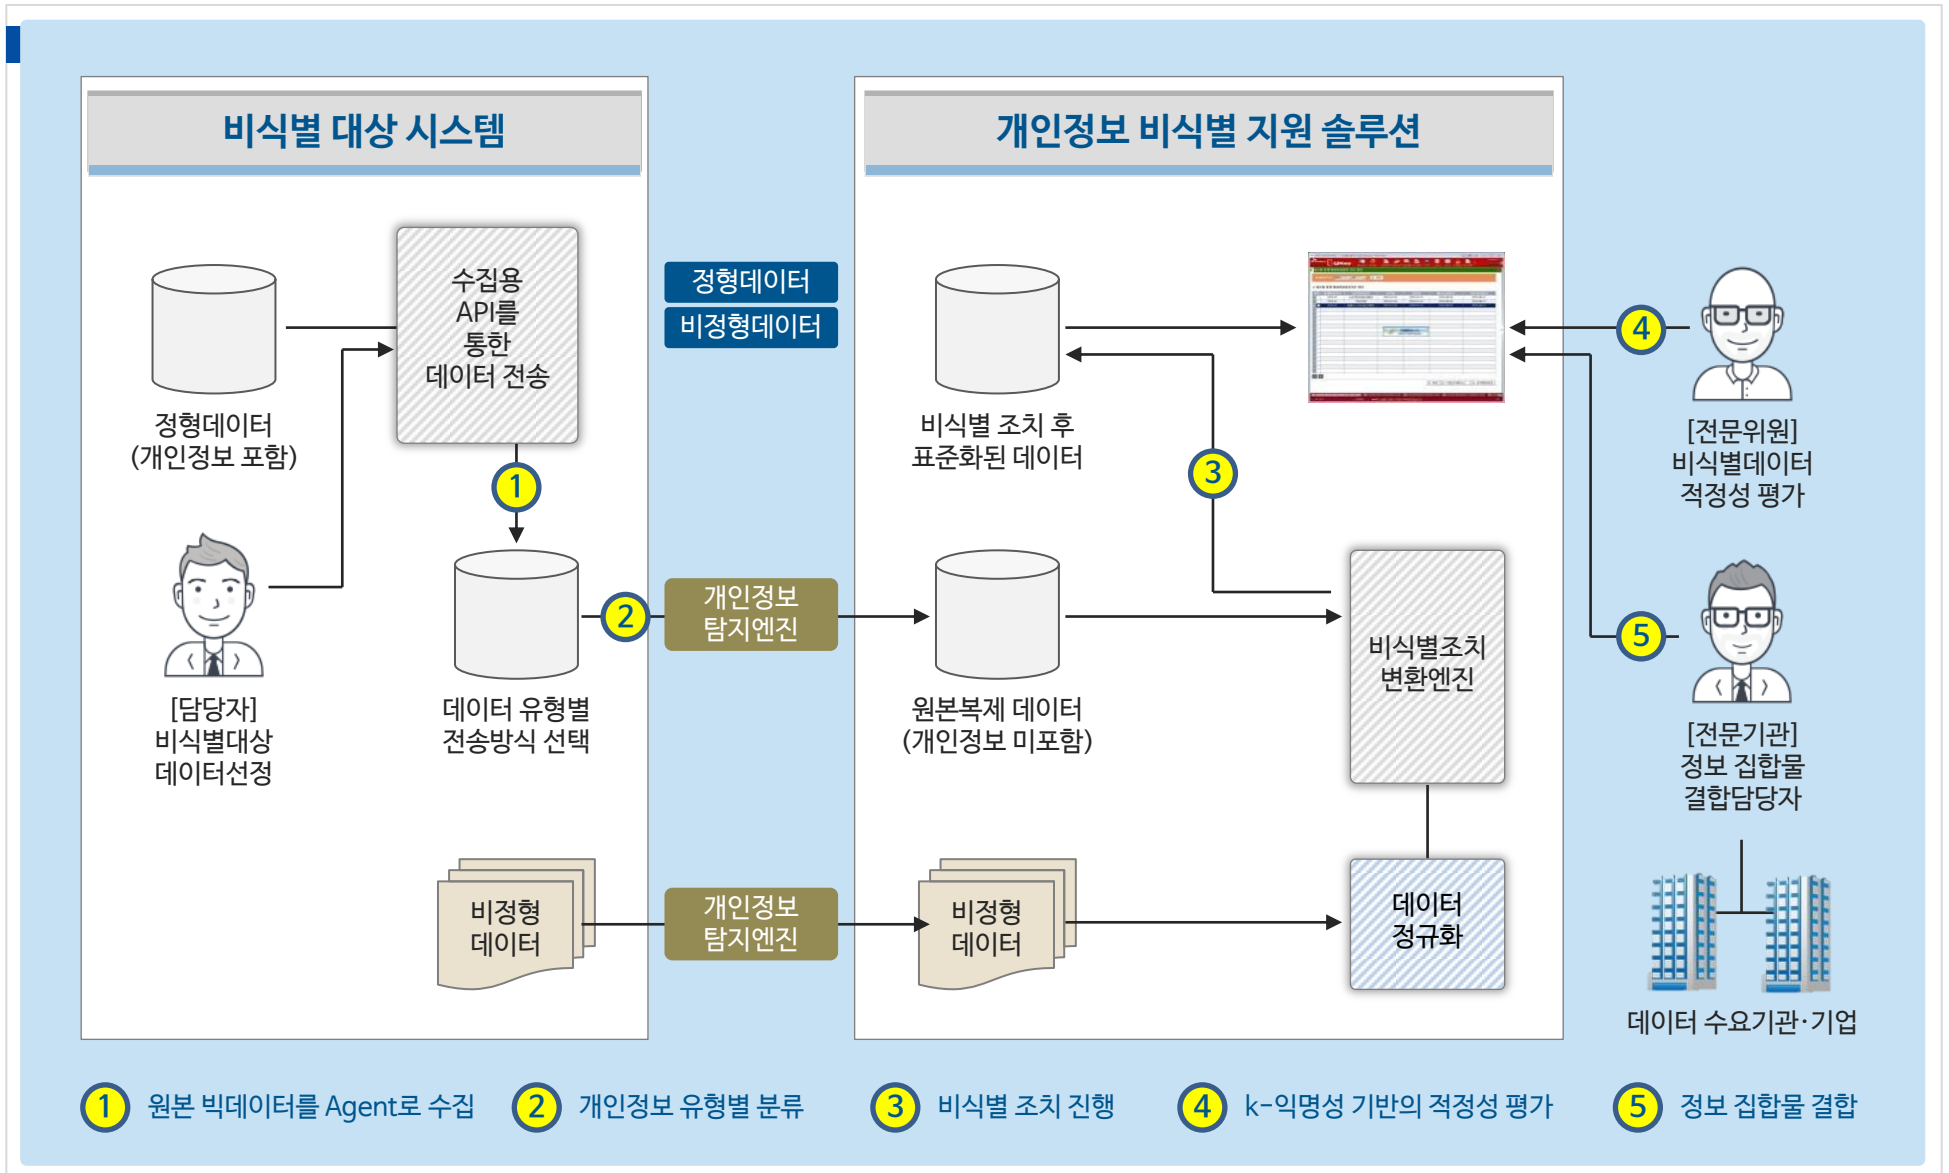 비식별 대상 시스템
개인정보 비식별 지원 솔루션
수집용
API를
통한
데이터 전송
정형데이터
(개인정보 포함)
1
[담당자]
비식별대상
데이터선정
데이터 유형별
전송방식 선택
비정형
데이터
정형데이터
비정형데이터
2
개인정보
탐지엔진
개인정보
탐지엔진
비식별 조치 후
표준화된 데이터
3
원본복제 데이터
(개인정보 미포함)
비식별조치
변환엔진
비정형
데이터
데이터
정규화
4
[전문위원]
비식별데이터
적정성 평가
5
[전문기관]
정보 집합물
결합담당자
데이터 수요기관·기업
1 원본 빅데이터를 Agent로 수집
2 개인정보 유형별 분류
3 비식별 조치 진행
4 k-익명성 기반의 적정성 평가
5 정보 집합물 결합